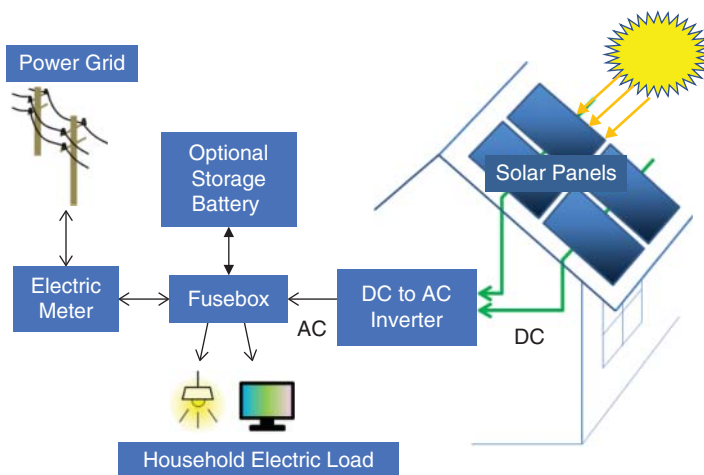 Power Grid
Optional
Storage
Battery
Solar Panels
Electric
Meter
Fusebox
AC
DC to AC
Inverter
DC
Household Electric Load